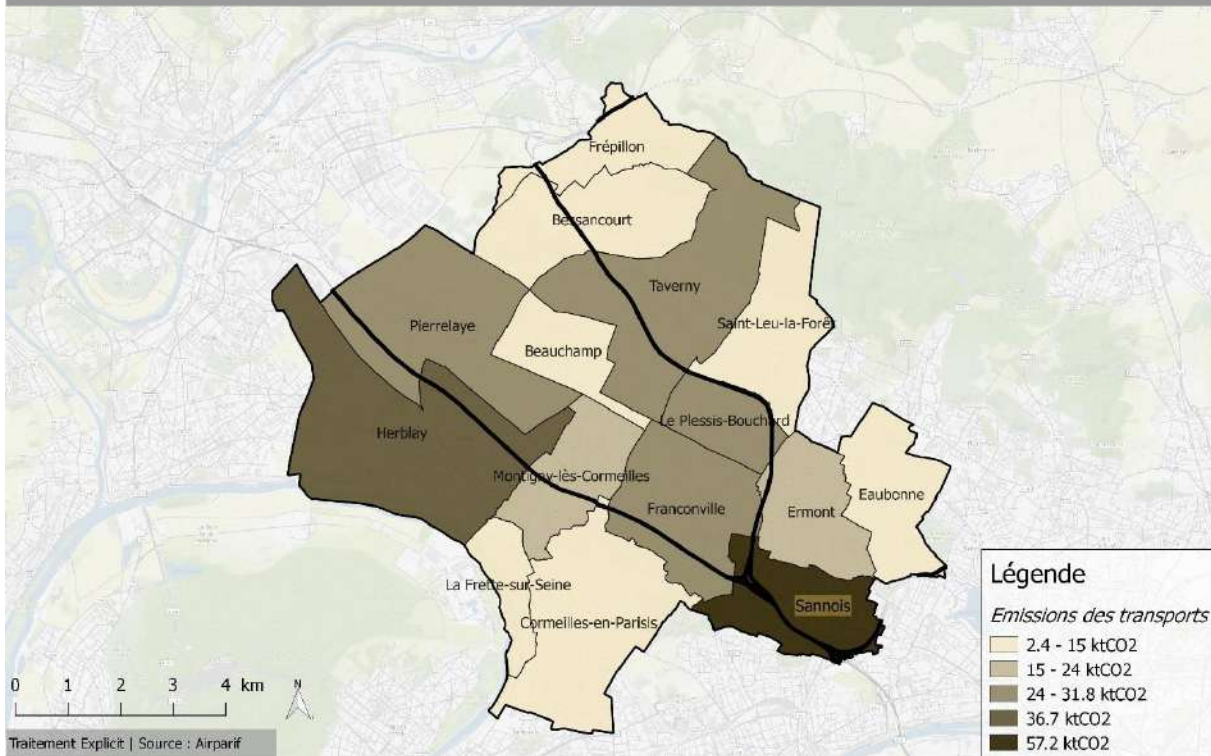 Frépillon
Bessancourt
Taverny
Saint-Leu-la-Forêt
Pierrelaye
Beauchamp
Le Plessis-Bouchard
Herblay
Montigny-lès-Cormeilles
Franconville
Ermont
Eaubonne
La Frette-sur-Seine
Cormeilles-en-Parisis
Sannois
Légende
Emissions des transports
2.4 - 15 ktCO2
15 - 24 ktCO2
24 - 31.8 ktCO2
36.7 ktCO2
57.2 ktCO2
0 1 2 3 4 km
N
Traitement Explicit | Source : Airparif